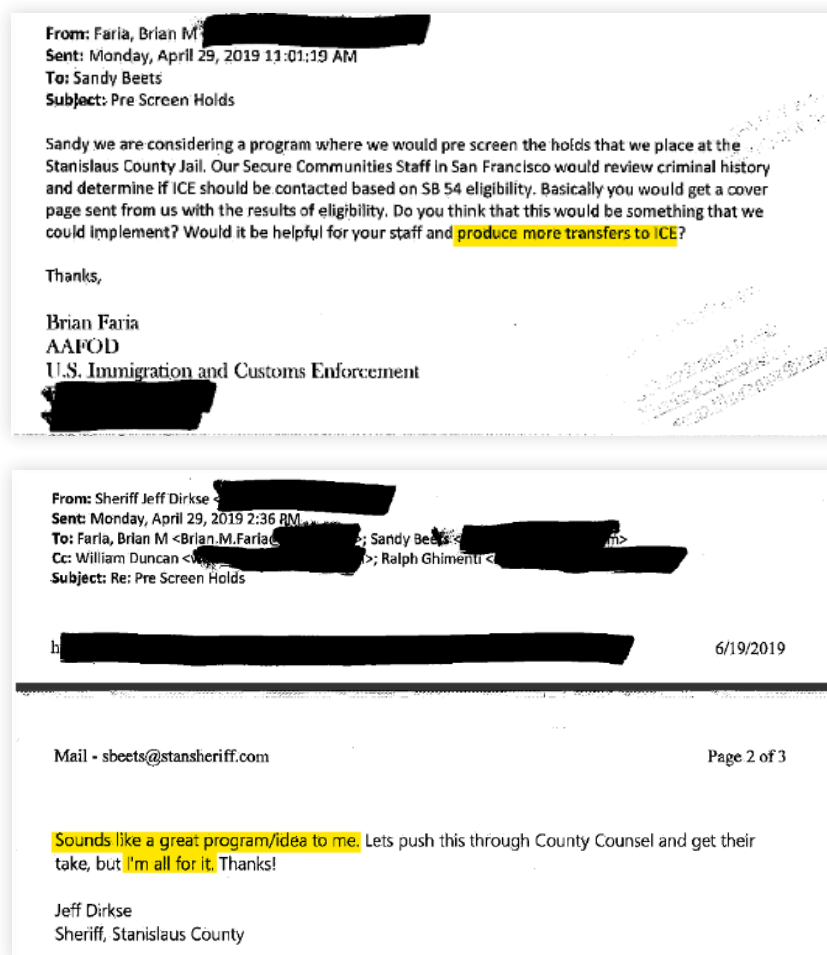 From: Faria, Brian M
Sent: Monday, April 29, 2019 11:01:19 AM
To: Sandy Beets
Subject: Pre Screen Holds
Sandy we are considering a program where we would pre screen the holds that we place at the
Stanislaus County Jail. Our Secure Communities Staff in San Francisco would review criminal history
and determine if ICE should be contacted based on SB 54 eligibility. Basically you would get a cover
page sent from us with the results of eligibility. Do you think that this would be something that we
could implement? Would it be helpful for your staff and produce more transfers to ICE?
Thanks,
Brian Faria
AAFOD
U.S. Immigration and Customs Enforcement
From: Sheriff Jeff Dirkse <
Sent: Monday, April 29, 2019 2:36 PM
To: Faria, Brian M <Brian.M.Faria >; Sandy Beets < m>
Cc: William Duncan < >; Ralph Ghimenti <
Subject: Re: Pre Screen Holds
h 6/19/2019
Mail - sbeets@stansheriff.com Page 2 of 3
Sounds like a great program/idea to me. Lets push this through County Counsel and get their
take, but I'm all for it. Thanks!
Jeff Dirkse
Sheriff, Stanislaus County